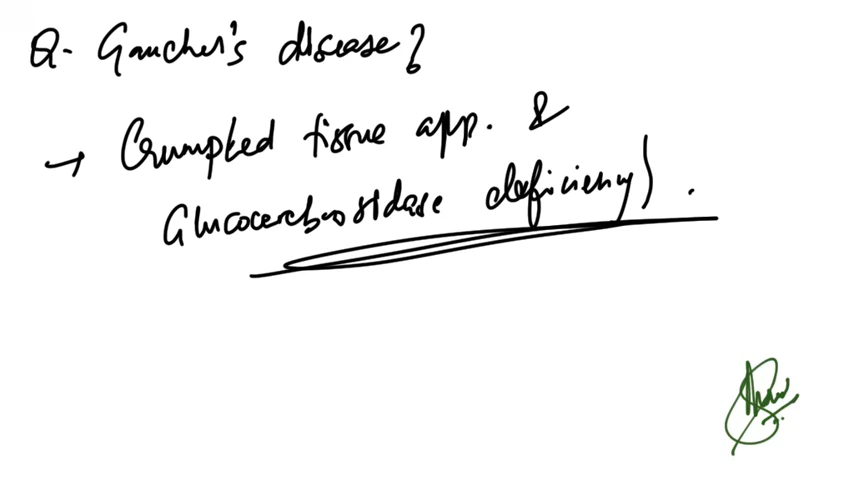 Q- Gaucher's disease?
→ Crumpled tissue app. &
Glucocerebrosidase deficiency) .